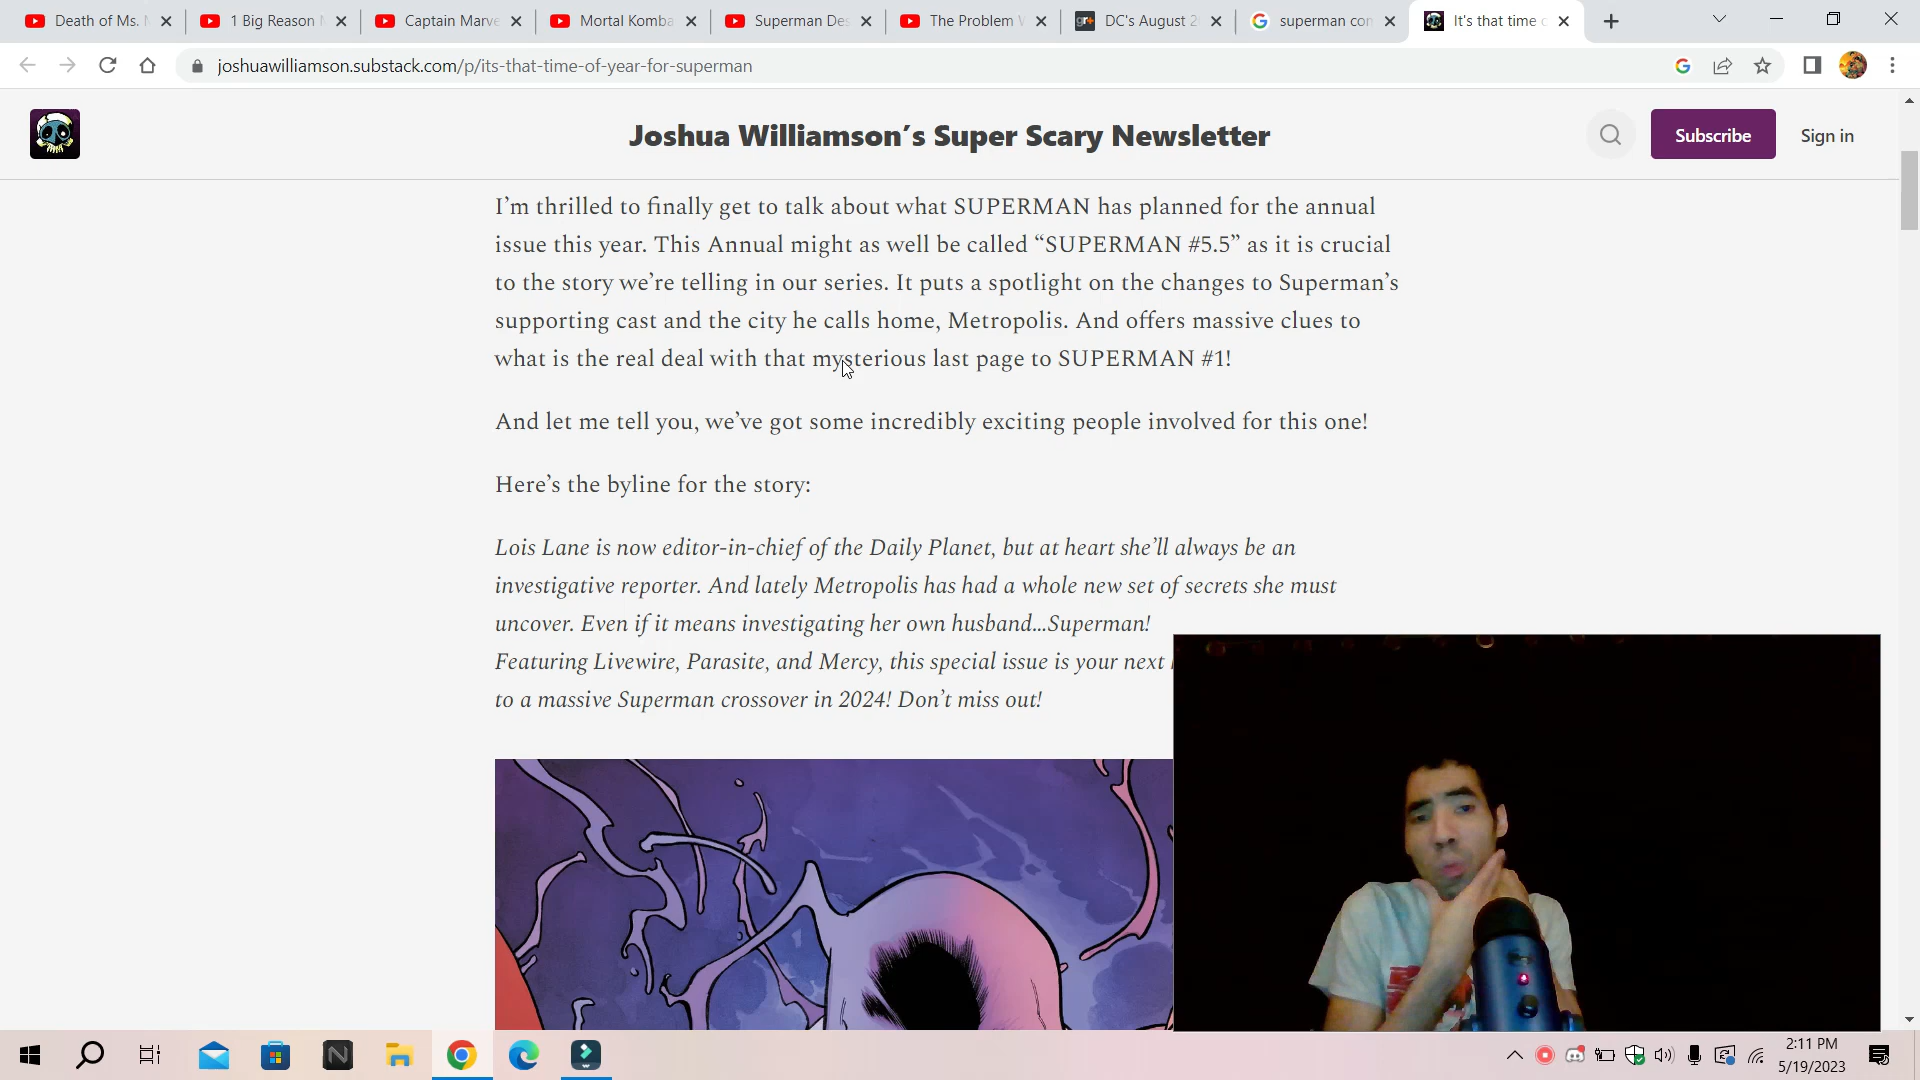 Death of Ms.
1 Big Reason
Captain Marve
Mortal Komba
Superman Des
The Problem
DC's August 2
superman con
It's that time
joshuawilliamson.substack.com/p/its-that-time-of-year-for-superman
Joshua Williamson's Super Scary Newsletter
Subscribe
Sign in
I'm thrilled to finally get to talk about what SUPERMAN has planned for the annual
issue this year. This Annual might as well be called “SUPERMAN #5.5” as it is crucial
to the story we're telling in our series. It puts a spotlight on the changes to Superman's
supporting cast and the city he calls home, Metropolis. And offers massive clues to
what is the real deal with that mysterious last page to SUPERMAN #1!
And let me tell you, we've got some incredibly exciting people involved for this one!
Here's the byline for the story:
Lois Lane is now editor-in-chief of the Daily Planet, but at heart she'll always be an
investigative reporter. And lately Metropolis has had a whole new set of secrets she must
uncover. Even if it means investigating her own husband...Superman!
Featuring Livewire, Parasite, and Mercy, this special issue is your next
to a massive Superman crossover in 2024! Don't miss out!
2:11 PM
5/19/2023